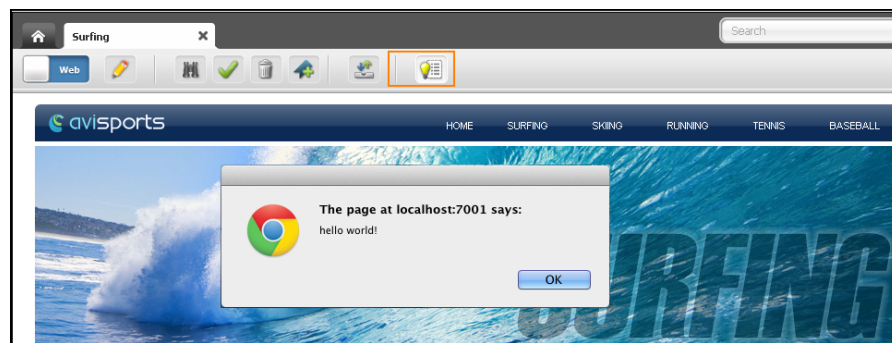 Surfing
Search
Web
avisports
HOME SURFING SKIING RUNNING TENNIS BASEBALL
The page at localhost:7001 says:
hello world!
OK
SURFING